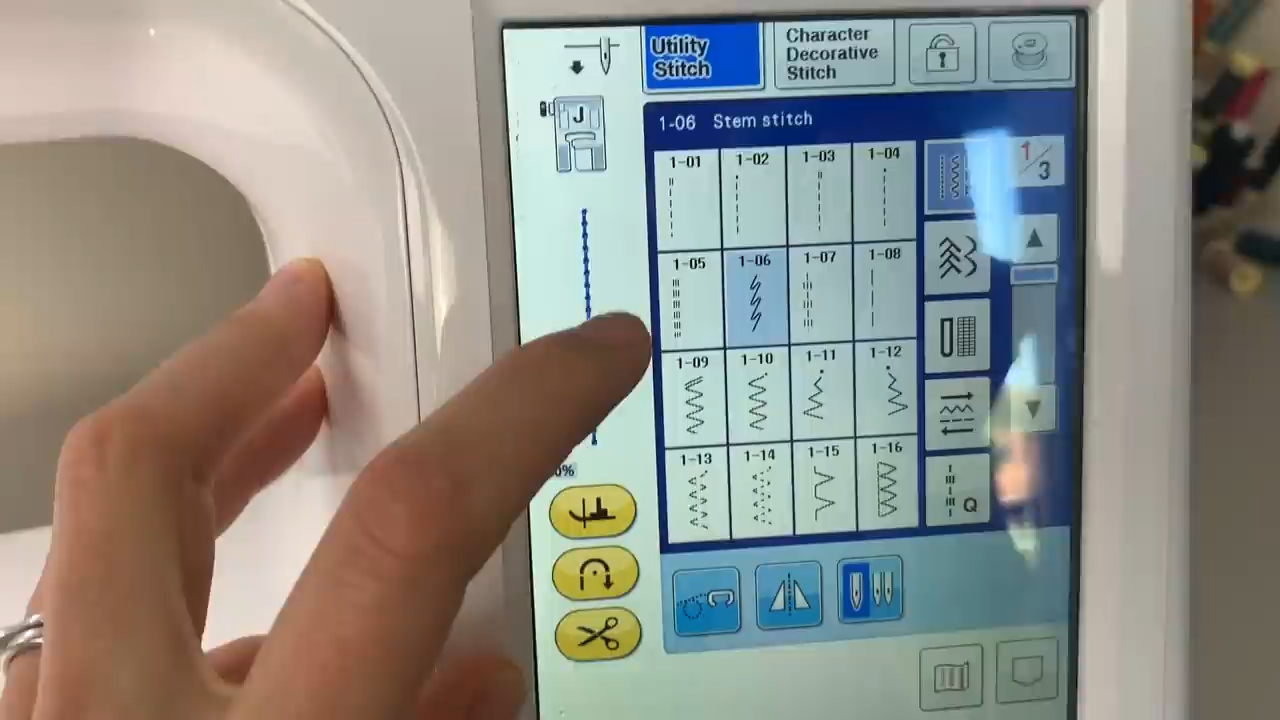 Utility
Stitch
Character
Decorative
Stitch
J
1-06 Stem stitch
1/3
1-01 1-02 1-03 1-04
1-05 1-06 1-07 1-08
1-09 1-10 1-11 1-12
1-13 1-14 1-15 1-16
Q